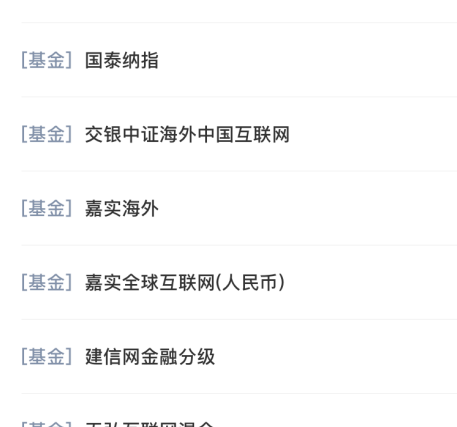 [基金] 国泰纳指
[基金] 交银中证海外中国互联网
[基金] 嘉实海外
[基金] 嘉实全球互联网(人民币)
[基金] 建信网金融分级
[基金]